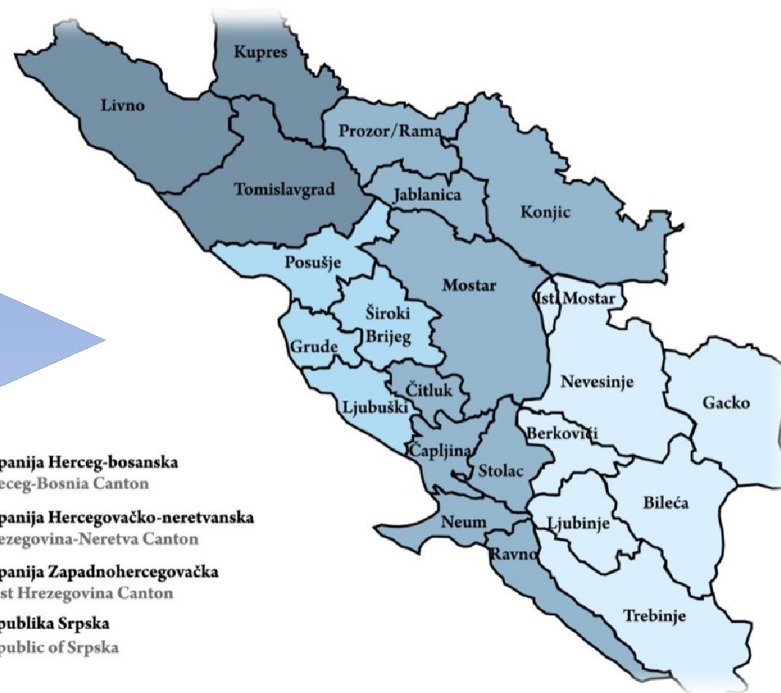 Kupres
Livno
Prozor/Rama
Tomislavgrad
Jablanica
Konjic
Posušje
Mostar
Ist. Mostar
Široki
Brijeg
Grude
Nevesinje
Čitluk
Gacko
Ljubuški
Berkovići
Čapljina
Stolac
Bileća
Neum
Ljubinje
Ravno
Trebinje
panija Herceg-bosanska
eceg-Bosnia Canton
panija Hercegovačko-neretvanska
ezegovina-Neretva Canton
panija Zapadnohercegovačka
st Hrezegovina Canton
publika Srpska
public of Srpska